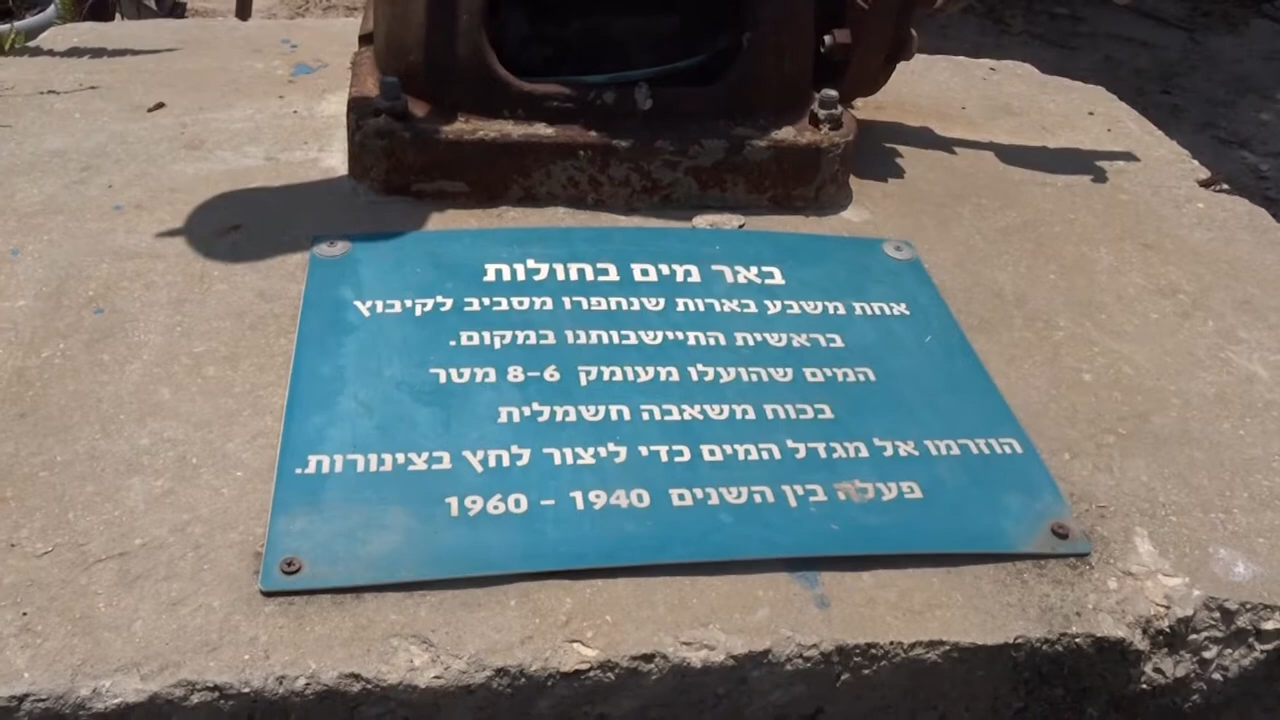 באר מים בחולות
אחת משבע בארות שנחפרו מסביב לקיבוץ
בראשית התיישבותנו במקום.
המים שהועלו מעומק 8-6 מטר
בכוח משאבה חשמלית
הוזרמו אל מגדל המים כדי ליצור לחץ בצינורות.
פעלה בין השנים 1940 - 1960